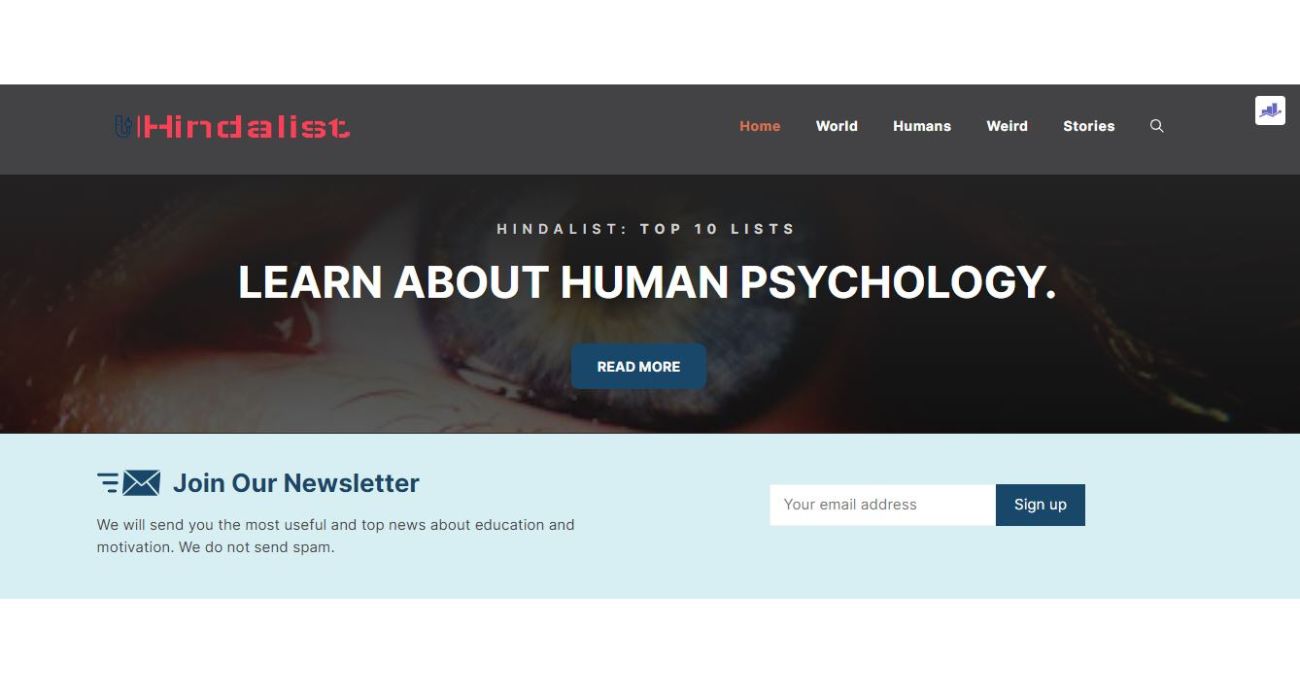 Hindalist
Home World Humans Weird Stories
HINDALIST: TOP 10 LISTS
LEARN ABOUT HUMAN PSYCHOLOGY.
READ MORE
Join Our Newsletter
We will send you the most useful and top news about education and
motivation. We do not send spam.
Your email address
Sign up